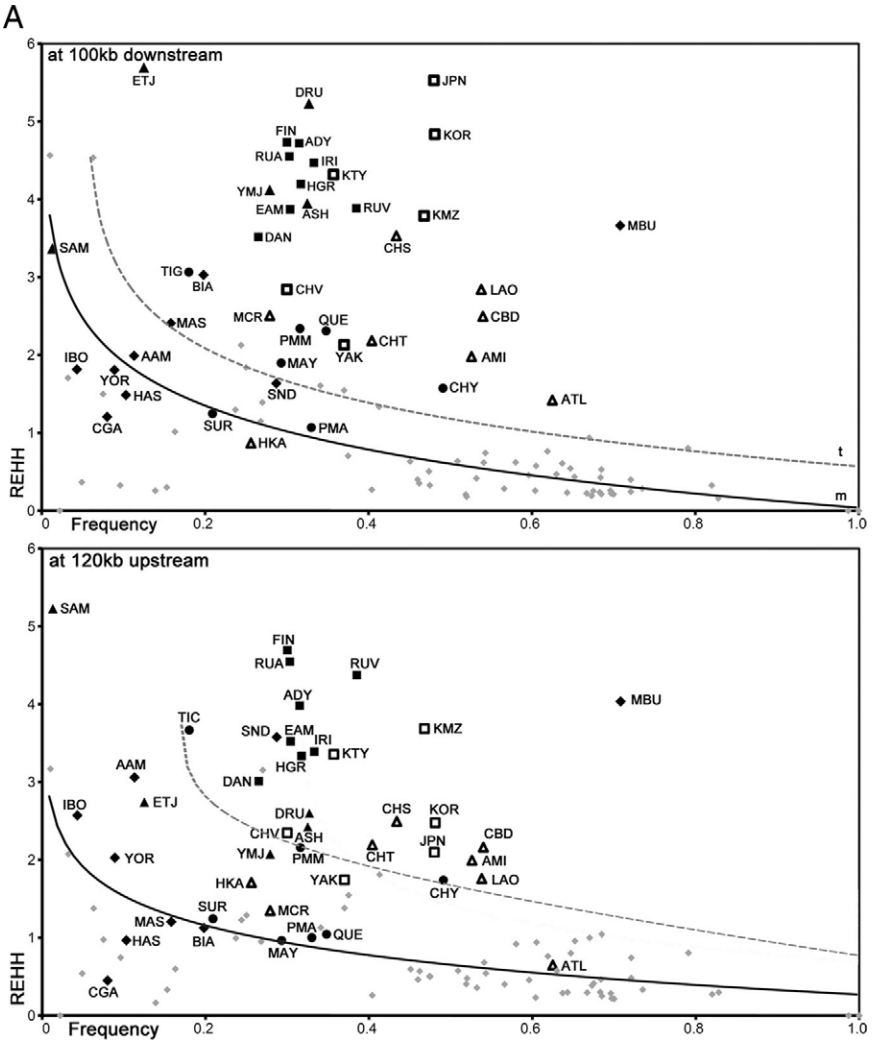 A
6
at 100kb downstream
ETJ
JPN
DRU
5
FIN
ADY
KOR
RUA
IRI
KTY
HGR
YMJ
4
EAM
ASH
RUV
KMZ
MBU
DAN
CHS
SAM
3
TIG
BIA
CHV
LAO
MCR
QUE
CBD
MAS
PMM
CHT
2
IBO
AAM
YAK
AMI
YOR
MAY
HAS
SND
CHY
ATL
CGA
SUR
PMA
1
HKA
t
REHH
m
0
0 Frequency 0.2 0.4 0.6 0.8 1.0
6
at 120kb upstream
SAM
5
FIN
RUA
RUV
4
ADY
MBU
TIC
SND
EAM
KMZ
IRI
KTY
HGR
3
AAM
DAN
ETJ
IBO
DRU
CHS
KOR
CHV
ASH
CBD
JPN
2
YOR
YMJ
PMM
CHT
AMI
HKA
YAK
CHY
LAO
SUR
MCR
MAS
PMA
QUE
1
HAS
BIA
MAY
ATL
CGA
REHH
0
0 Frequency 0.2 0.4 0.6 0.8 1.0